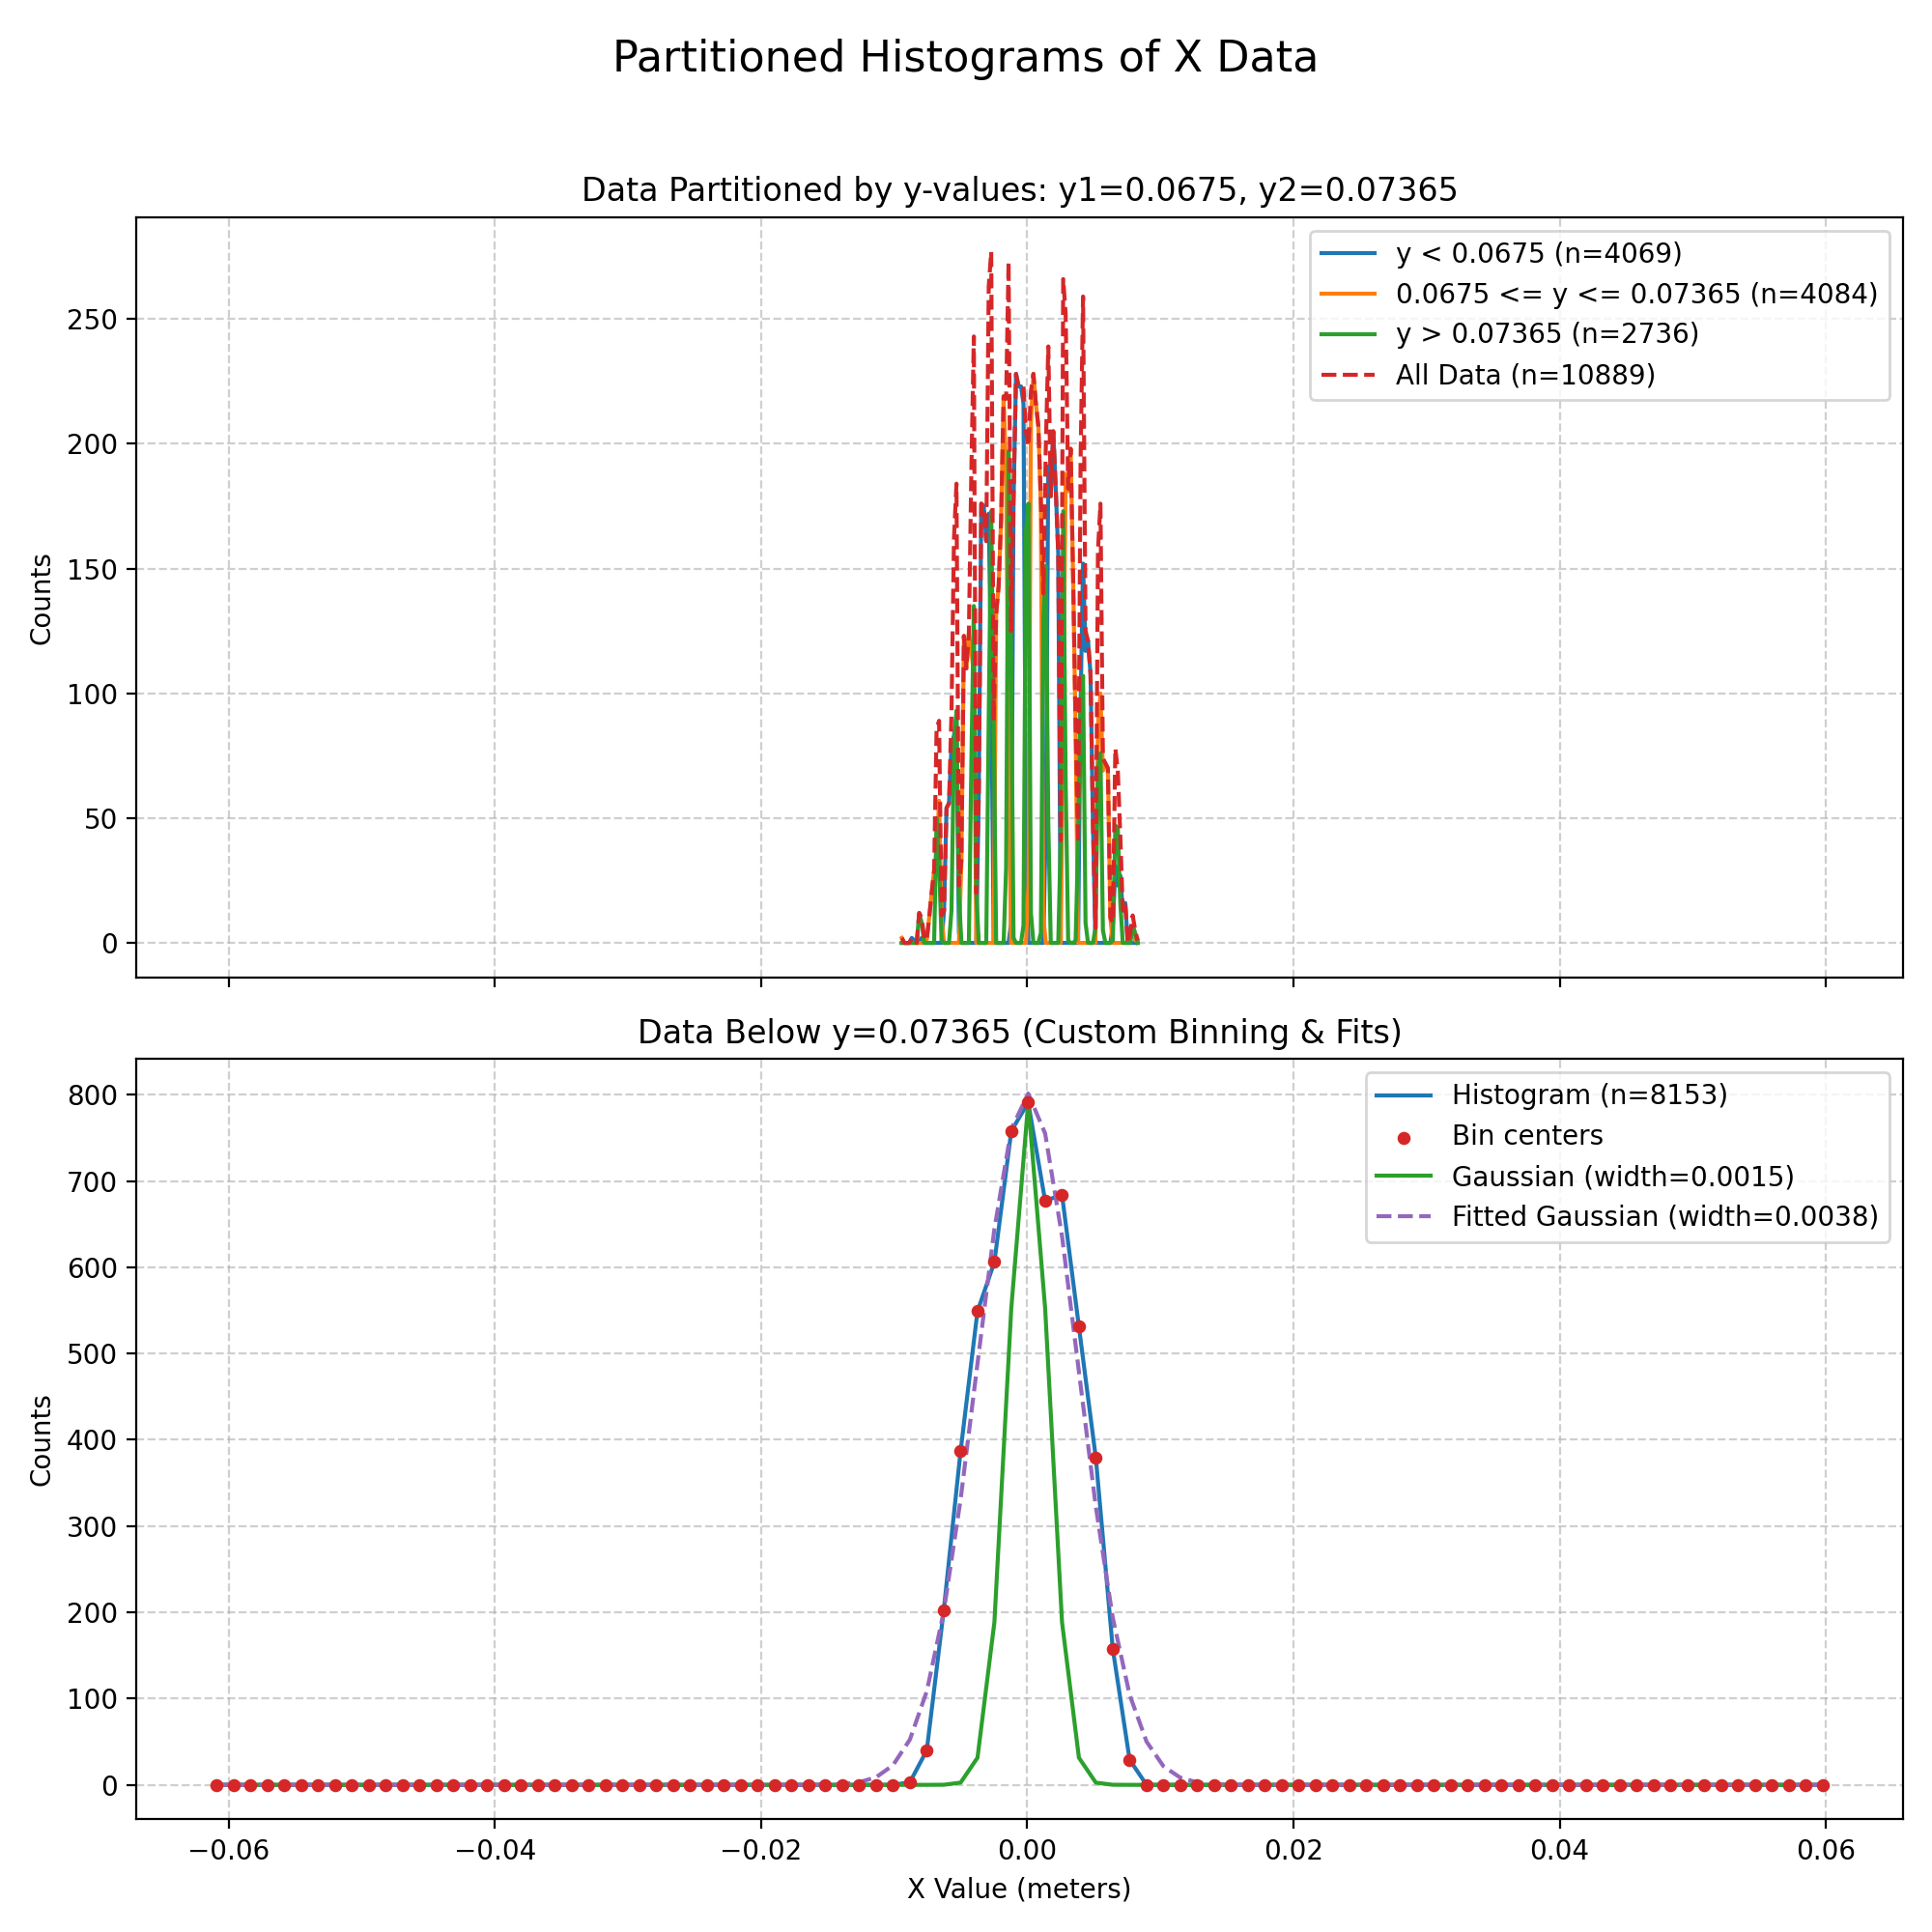 Partitioned Histograms of X Data
Data Partitioned by y-values: y1=0.0675, y2=0.07365
Counts
250
200
150
100
50
0
y < 0.0675 (n=4069)
0.0675 <= y <= 0.07365 (n=4084)
y > 0.07365 (n=2736)
All Data (n=10889)
Data Below y=0.07365 (Custom Binning & Fits)
Counts
800
700
600
500
400
300
200
100
0
Histogram (n=8153)
Bin centers
Gaussian (width=0.0015)
Fitted Gaussian (width=0.0038)
−0.06 −0.04 −0.02 0.00 0.02 0.04 0.06
X Value (meters)